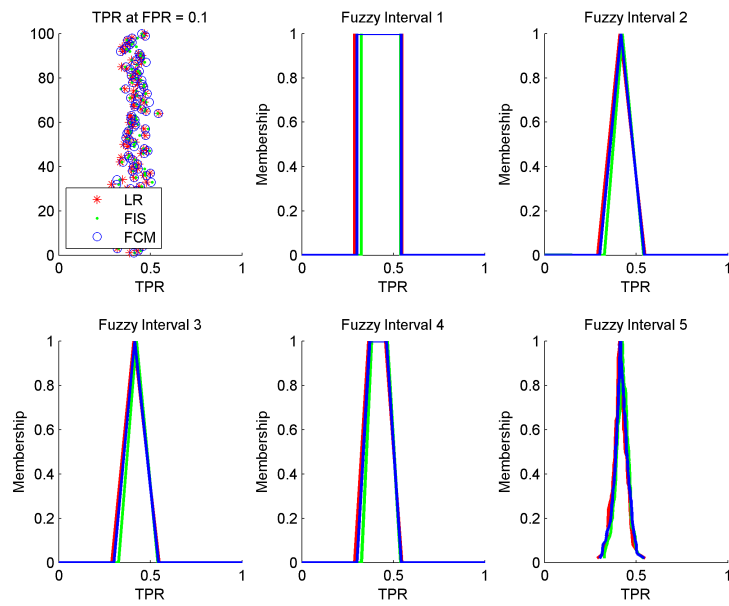 TPR at FPR = 0.1
100
80
60
40
20
0
0
0.5
1
TPR
LR
FIS
FCM
Fuzzy Interval 1
Membership
1
0.8
0.6
0.4
0.2
0
0
0.5
1
TPR
Fuzzy Interval 2
Membership
1
0.8
0.6
0.4
0.2
0
0
0.5
1
TPR
Fuzzy Interval 3
Membership
1
0.8
0.6
0.4
0.2
0
0
0.5
1
TPR
Fuzzy Interval 4
Membership
1
0.8
0.6
0.4
0.2
0
0
0.5
1
TPR
Fuzzy Interval 5
Membership
1
0.8
0.6
0.4
0.2
0
0
0.5
1
TPR